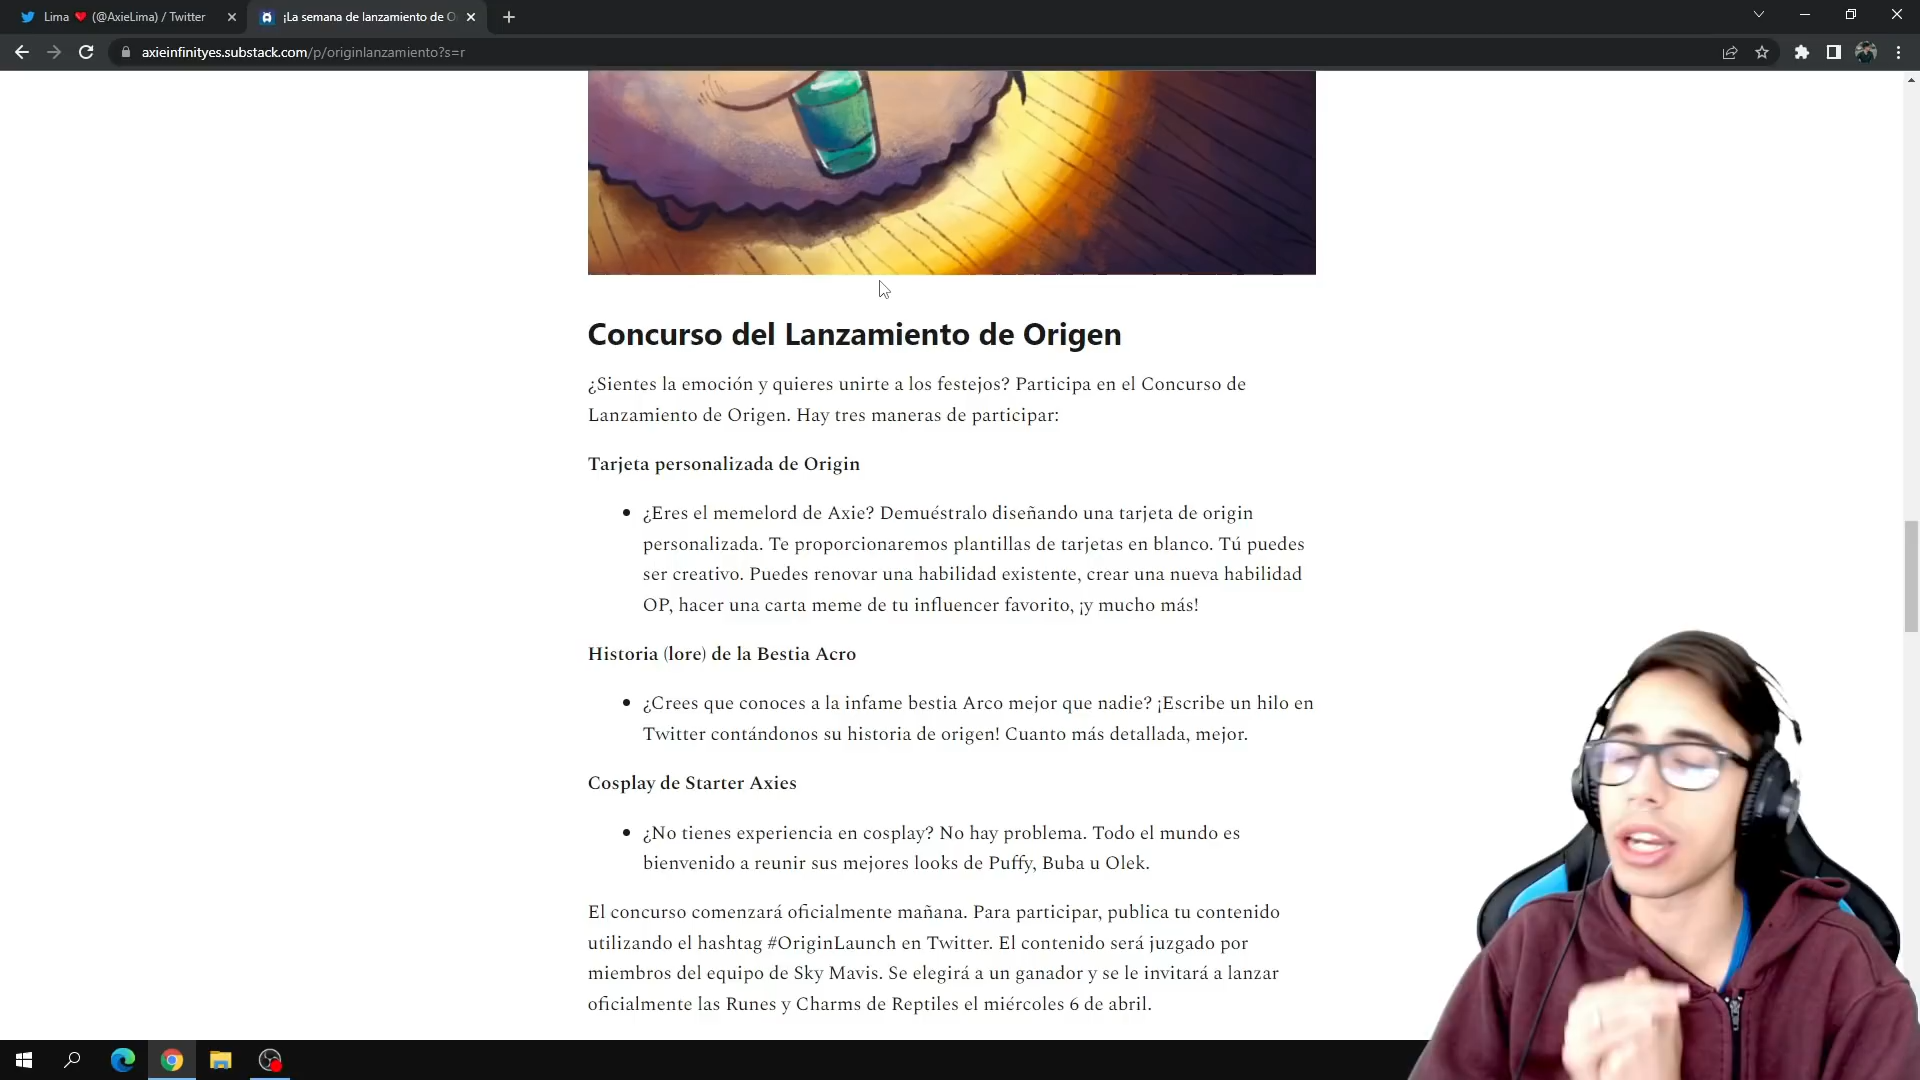 Lima ❤️ (@AxieLima) / Twitter
¡La semana de lanzamiento de O
axieinfinityes.substack.com/p/originlanzamiento?s=r
Concurso del Lanzamiento de Origen
¿Sientes la emoción y quieres unirte a los festejos? Participa en el Concurso de
Lanzamiento de Origen. Hay tres maneras de participar:
Tarjeta personalizada de Origin
• ¿Eres el memelord de Axie? Demuéstralo diseñando una tarjeta de origin
personalizada. Te proporcionaremos plantillas de tarjetas en blanco. Tú puedes
ser creativo. Puedes renovar una habilidad existente, crear una nueva habilidad
OP, hacer una carta meme de tu influencer favorito, ¡y mucho más!
Historia (lore) de la Bestia Acro
• ¿Crees que conoces a la infame bestia Arco mejor que nadie? ¡Escribe un hilo en
Twitter contándonos su historia de origen! Cuanto más detallada, mejor.
Cosplay de Starter Axies
• ¿No tienes experiencia en cosplay? No hay problema. Todo el mundo es
bienvenido a reunir sus mejores looks de Puffy, Buba u Olek.
El concurso comenzará oficialmente mañana. Para participar, publica tu contenido
utilizando el hashtag #OriginLaunch en Twitter. El contenido será juzgado por
miembros del equipo de Sky Mavis. Se elegirá a un ganador y se le invitará a lanzar
oficialmente las Runes y Charms de Reptiles el miércoles 6 de abril.